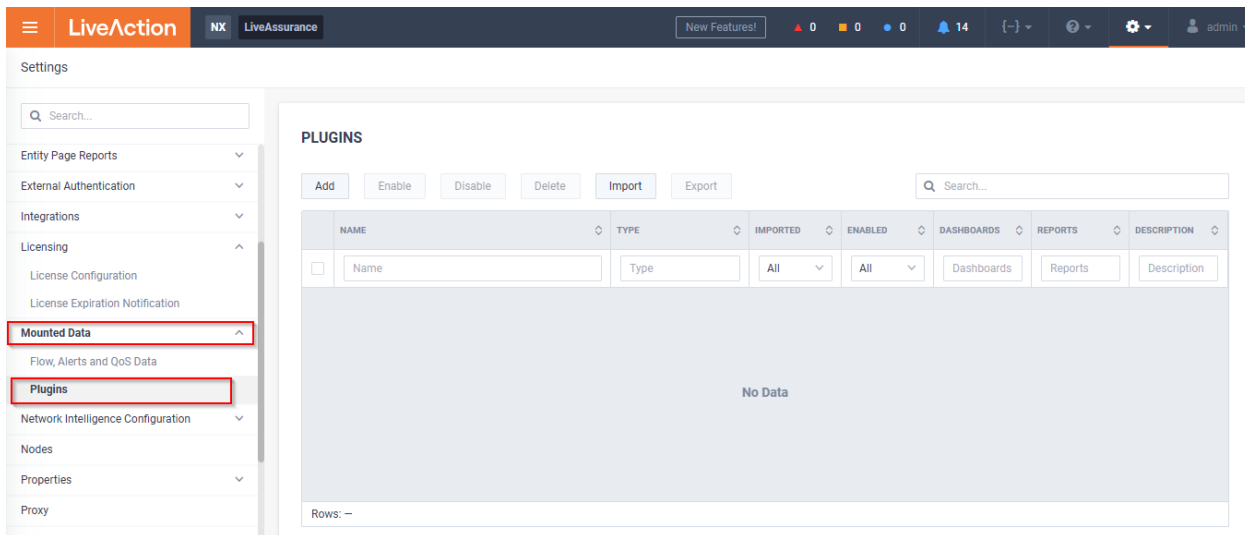 LiveAction NX LiveAssurance New Features! 0 0 0 14 {-} ? admin
Settings
Search...
Entity Page Reports
External Authentication
Integrations
Licensing
License Configuration
License Expiration Notification
Mounted Data
Flow, Alerts and QoS Data
Plugins
Network Intelligence Configuration
Nodes
Properties
Proxy
PLUGINS
Add Enable Disable Delete Import Export Search...
NAME TYPE IMPORTED ENABLED DASHBOARDS REPORTS DESCRIPTION
Name Type All All Dashboards Reports Description
No Data
Rows: —